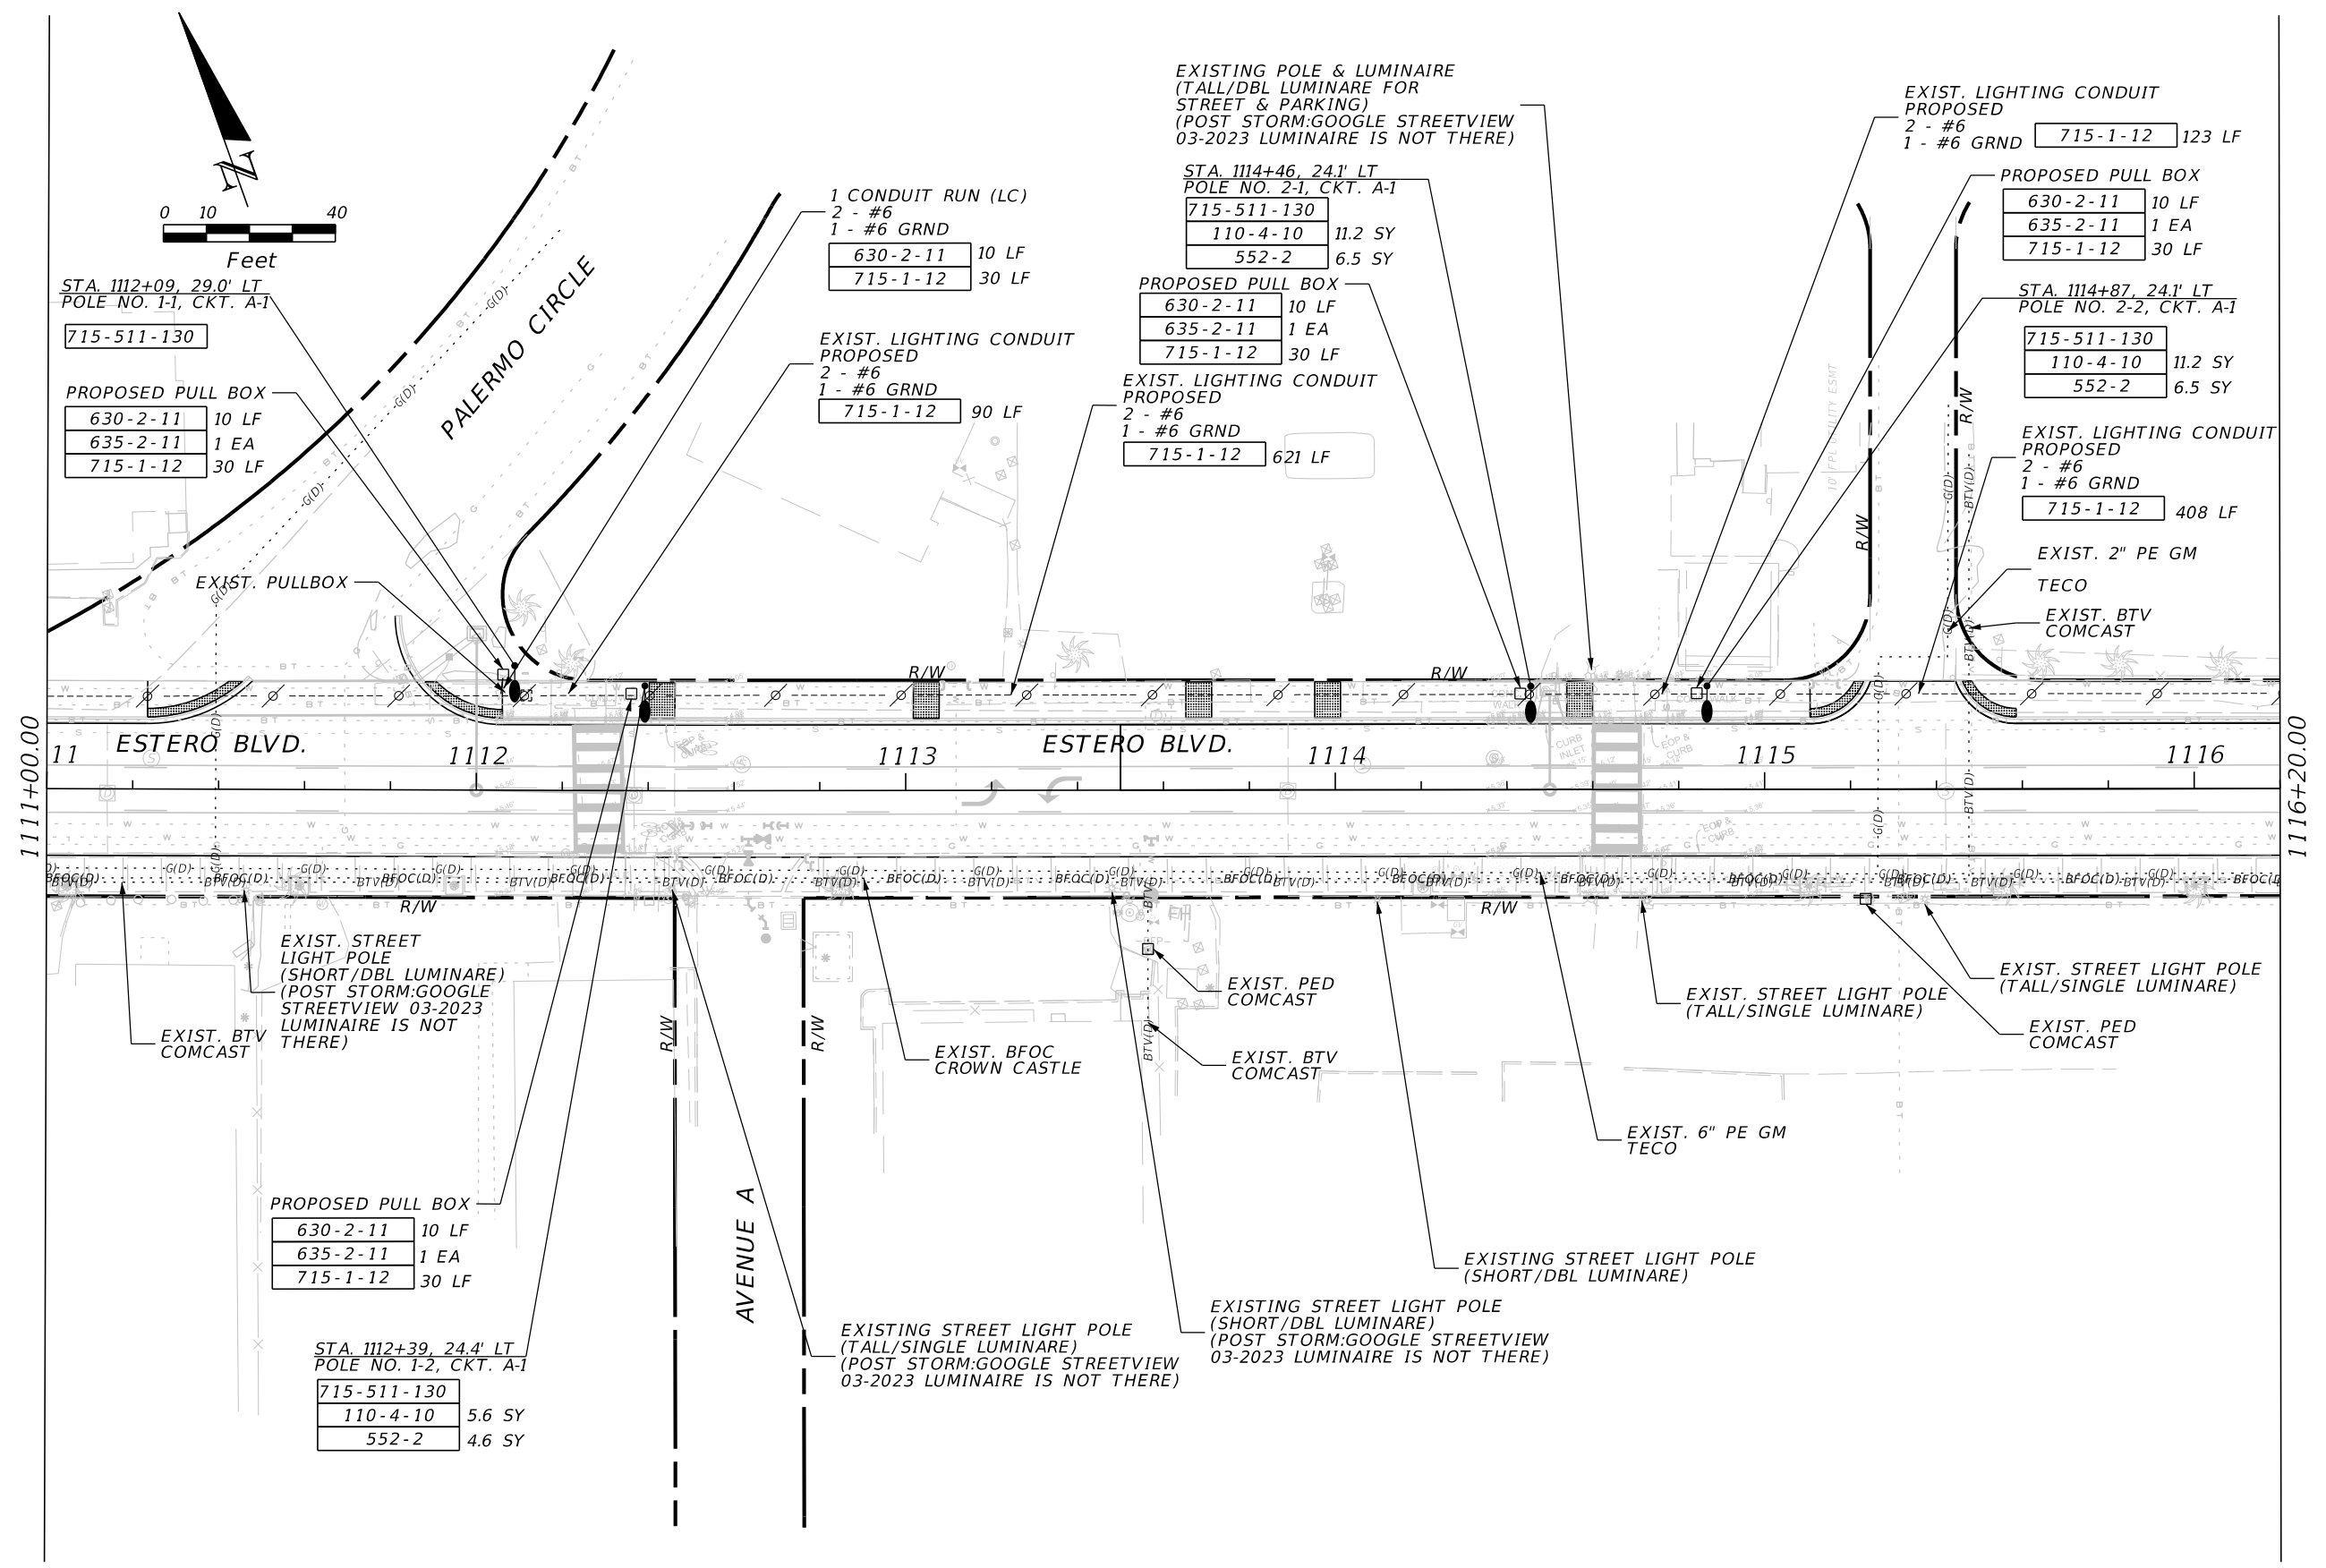 0 10 40
Feet
N
STA. 1112+09, 29.0' LT
POLE NO. 1-1, CKT. A-1
715-511-130
PROPOSED PULL BOX
630-2-11 10 LF
635-2-11 1 EA
715-1-12 30 LF
EXIST. PULLBOX
PALERMO CIRCLE
1 CONDUIT RUN (LC)
2 - #6
1 - #6 GRND
630-2-11 10 LF
715-1-12 30 LF
EXIST. LIGHTING CONDUIT
PROPOSED
2 - #6
1 - #6 GRND
715-1-12 90 LF
EXISTING POLE & LUMINAIRE
(TALL/DBL LUMINARE FOR
STREET & PARKING)
(POST STORM:GOOGLE STREETVIEW
03-2023 LUMINAIRE IS NOT THERE)
STA. 1114+46, 24.1' LT
POLE NO. 2-1, CKT. A-1
715-511-130
110-4-10 11.2 SY
552-2 6.5 SY
PROPOSED PULL BOX
630-2-11 10 LF
635-2-11 1 EA
715-1-12 30 LF
EXIST. LIGHTING CONDUIT
PROPOSED
2 - #6
1 - #6 GRND
715-1-12 621 LF
EXIST. LIGHTING CONDUIT
PROPOSED
2 - #6
1 - #6 GRND 715-1-12 123 LF
PROPOSED PULL BOX
630-2-11 10 LF
635-2-11 1 EA
715-1-12 30 LF
STA. 1114+87, 24.1' LT
POLE NO. 2-2, CKT. A-1
715-511-130
110-4-10 11.2 SY
552-2 6.5 SY
EXIST. LIGHTING CONDUIT
PROPOSED
2 - #6
1 - #6 GRND
715-1-12 408 LF
EXIST. 2" PE GM
TECO
EXIST. BTV
COMCAST
10' FPL UTILITY ESMT
R/W
R/W
R/W
R/W
1111+00.00
11
ESTERO BLVD.
1112
1113
ESTERO BLVD.
1114
1115
1116
1116+20.00
CURB
INLET
EOP &
CURB
EOP &
CURB
G(D)
BFOC(D)
BTV(D)
R/W
R/W
EXIST. STREET
LIGHT POLE
(SHORT/DBL LUMINARE)
(POST STORM:GOOGLE
STREETVIEW 03-2023
LUMINAIRE IS NOT
THERE)
EXIST. BTV
COMCAST
R/W
R/W
EXIST. BFOC
CROWN CASTLE
EXIST. PED
COMCAST
EXIST. BTV
COMCAST
EXIST. STREET LIGHT POLE
(TALL/SINGLE LUMINARE)
EXIST. STREET LIGHT POLE
(TALL/SINGLE LUMINARE)
EXIST. PED
COMCAST
EXIST. 6" PE GM
TECO
PROPOSED PULL BOX
630-2-11 10 LF
635-2-11 1 EA
715-1-12 30 LF
AVENUE A
STA. 1112+39, 24.4' LT
POLE NO. 1-2, CKT. A-1
715-511-130
110-4-10 5.6 SY
552-2 4.6 SY
EXISTING STREET LIGHT POLE
(TALL/SINGLE LUMINARE)
(POST STORM:GOOGLE STREETVIEW
03-2023 LUMINAIRE IS NOT THERE)
EXISTING STREET LIGHT POLE
(SHORT/DBL LUMINARE)
EXISTING STREET LIGHT POLE
(SHORT/DBL LUMINARE)
(POST STORM:GOOGLE STREETVIEW
03-2023 LUMINAIRE IS NOT THERE)